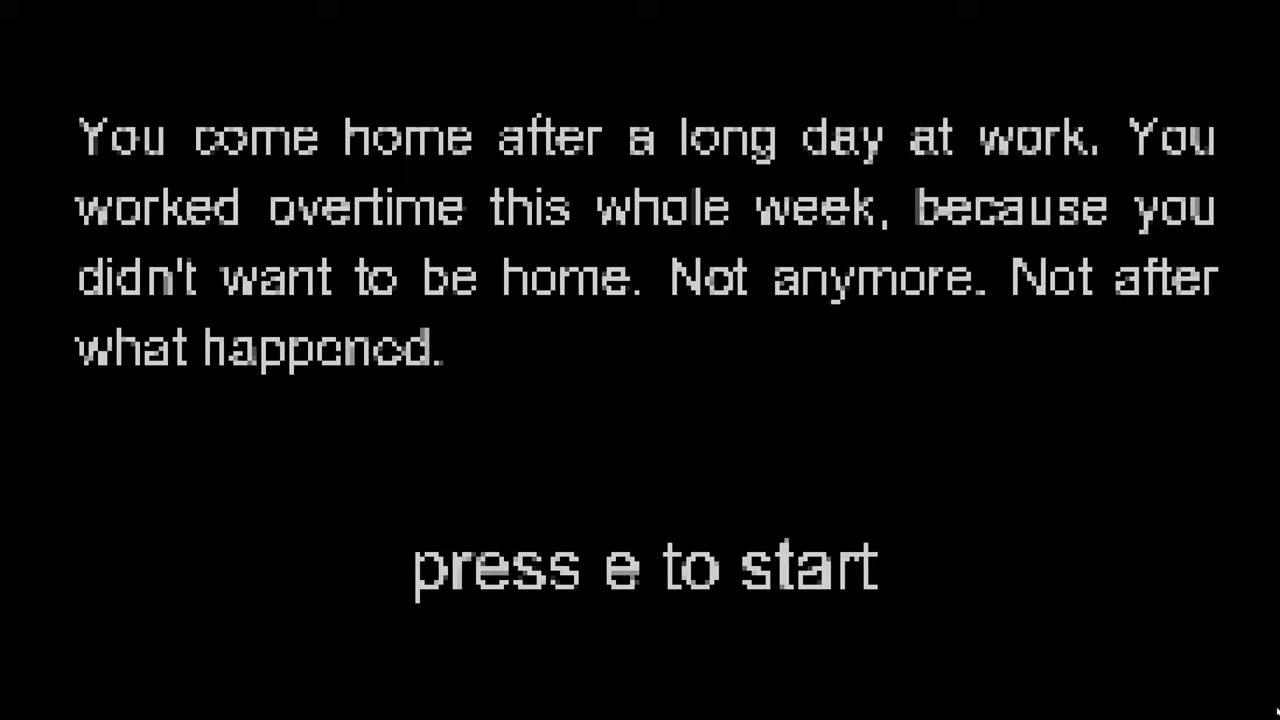 You come home after a long day at work. You
worked overtime this whole week, because you
didn't want to be home. Not anymore. Not after
what happened.
press e to start